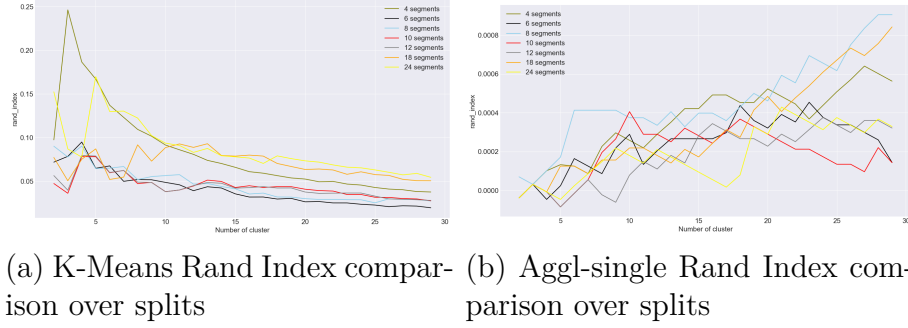 0.25
0.20
0.15
0.10
0.05
rand_index
5
10
15
20
25
30
Number of cluster
4 segments
6 segments
8 segments
10 segments
12 segments
18 segments
24 segments
0.0008
0.0006
0.0004
0.0002
0.0000
rand_index
5
10
15
20
25
30
Number of cluster
4 segments
6 segments
8 segments
10 segments
12 segments
18 segments
24 segments
(a) K-Means Rand Index compar-
ison over splits
(b) Aggl-single Rand Index com-
parison over splits